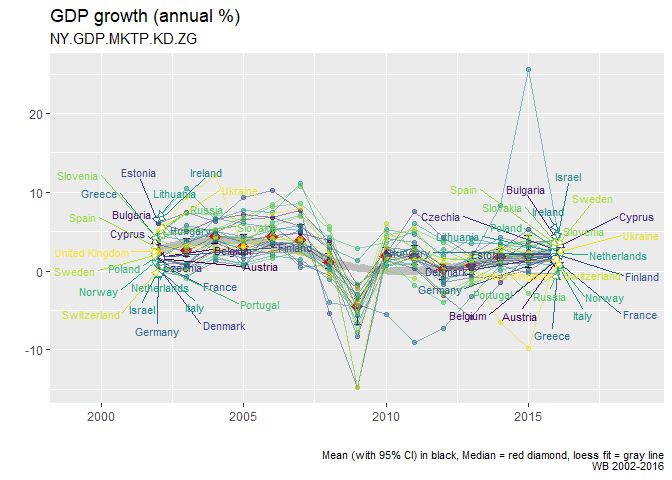 GDP growth (annual %)
NY.GDP.MKTP.KD.ZG
20
10
0
-10
Slovenia
Estonia
Ireland
Greece
Lithuania
Ukraine
Spain
Bulgaria
Russia
Cyprus
Hungary
Slovakia
United Kingdom
Belgium
Finland
Sweden
Poland
Czechia
Austria
Norway
Netherlands
France
Switzerland
Israel
Italy
Portugal
Germany
Denmark
Israel
Spain
Bulgaria
Sweden
Czechia
Slovakia
Ireland
Cyprus
Lithuania
Poland
Slovenia
Ukraine
Hungary
Estonia
Netherlands
Denmark
Switzerland
Finland
Germany
Portugal
Russia
Norway
Belgium
Austria
Italy
France
Greece
2000
2005
2010
2015
Mean (with 95% CI) in black, Median = red diamond, loess fit = gray line
WB 2002-2016